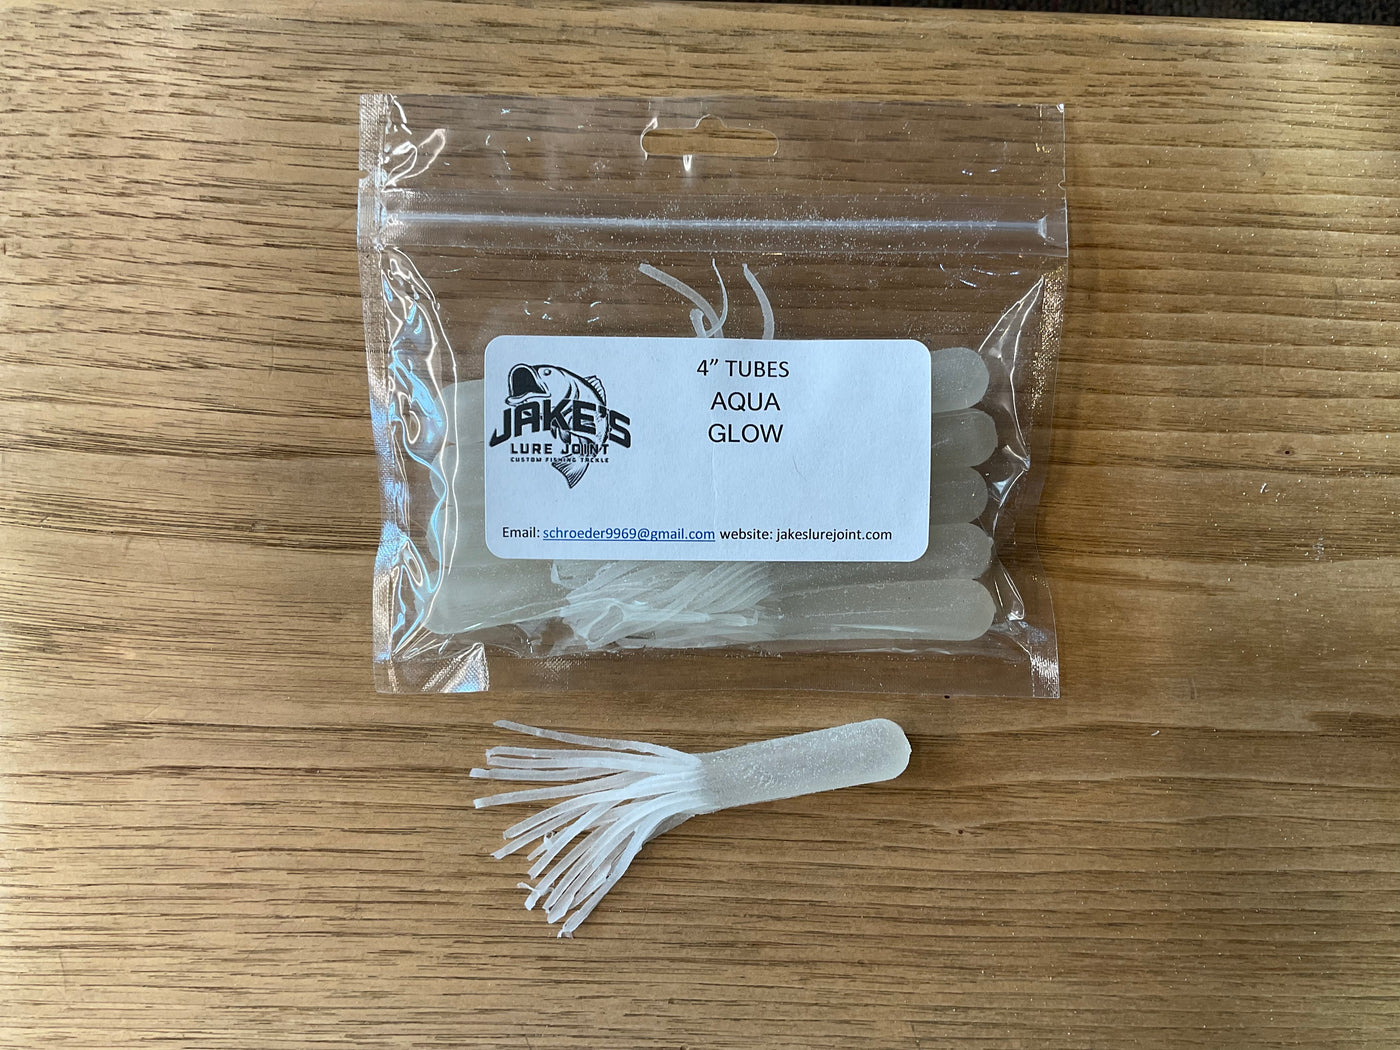 4” TUBES
AQUA
GLOW
JAKE'S
LURE JOINT
CUSTOM FISHING TACKLE
Email: schroeder9969@gmail.com website: jakeslurejoint.com